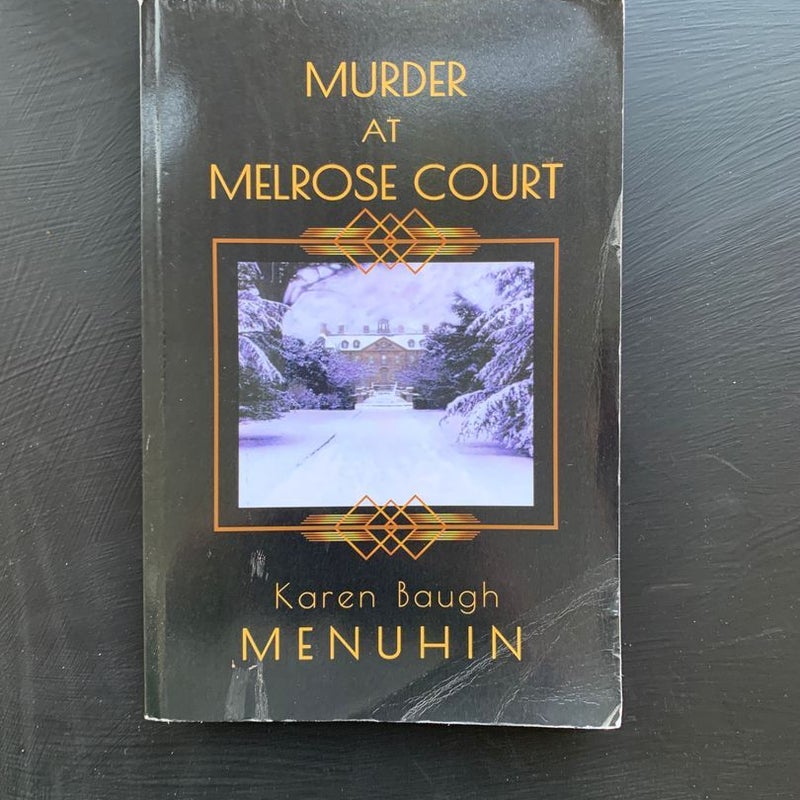 MURDER
AT
MELROSE COURT
Karen Baugh
MENUHIN